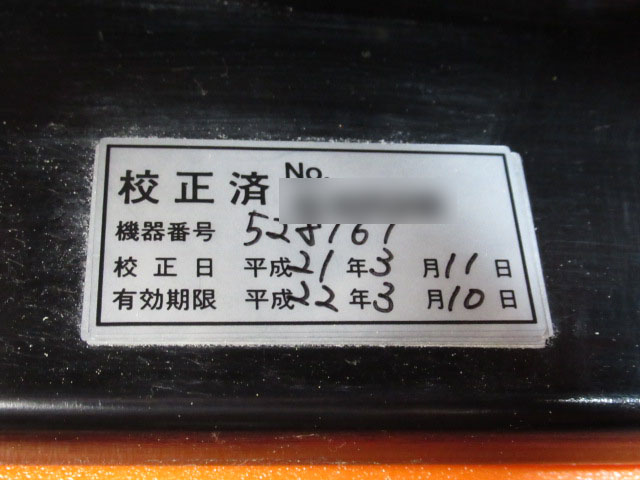 校正済 No.
機器番号 528161
校正日 平成21年3月11日
有効期限 平成22年3月10日